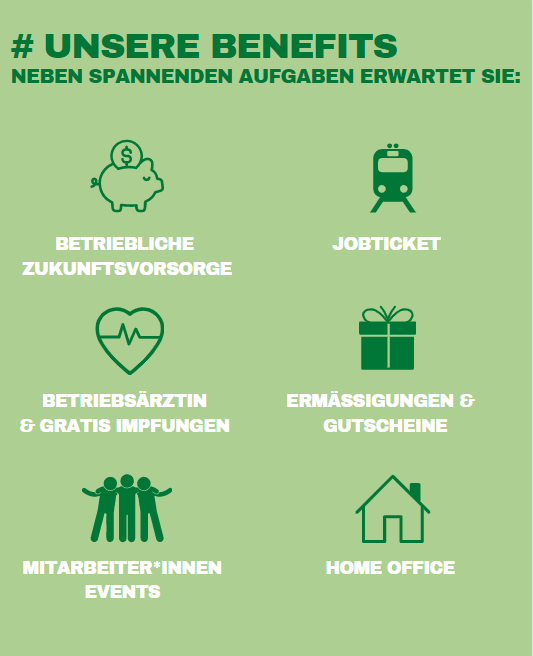 # UNSERE BENEFITS
NEBEN SPANNENDEN AUFGABEN ERWARTET SIE:
$
BETRIEBLICHE
ZUKUNFTSVORSORGE
JOBTICKET
BETRIEBSÄRZTIN
& GRATIS IMPFUNGEN
ERMÄSSIGUNGEN &
GUTSCHEINE
MITARBEITER*INNEN
EVENTS
HOME OFFICE